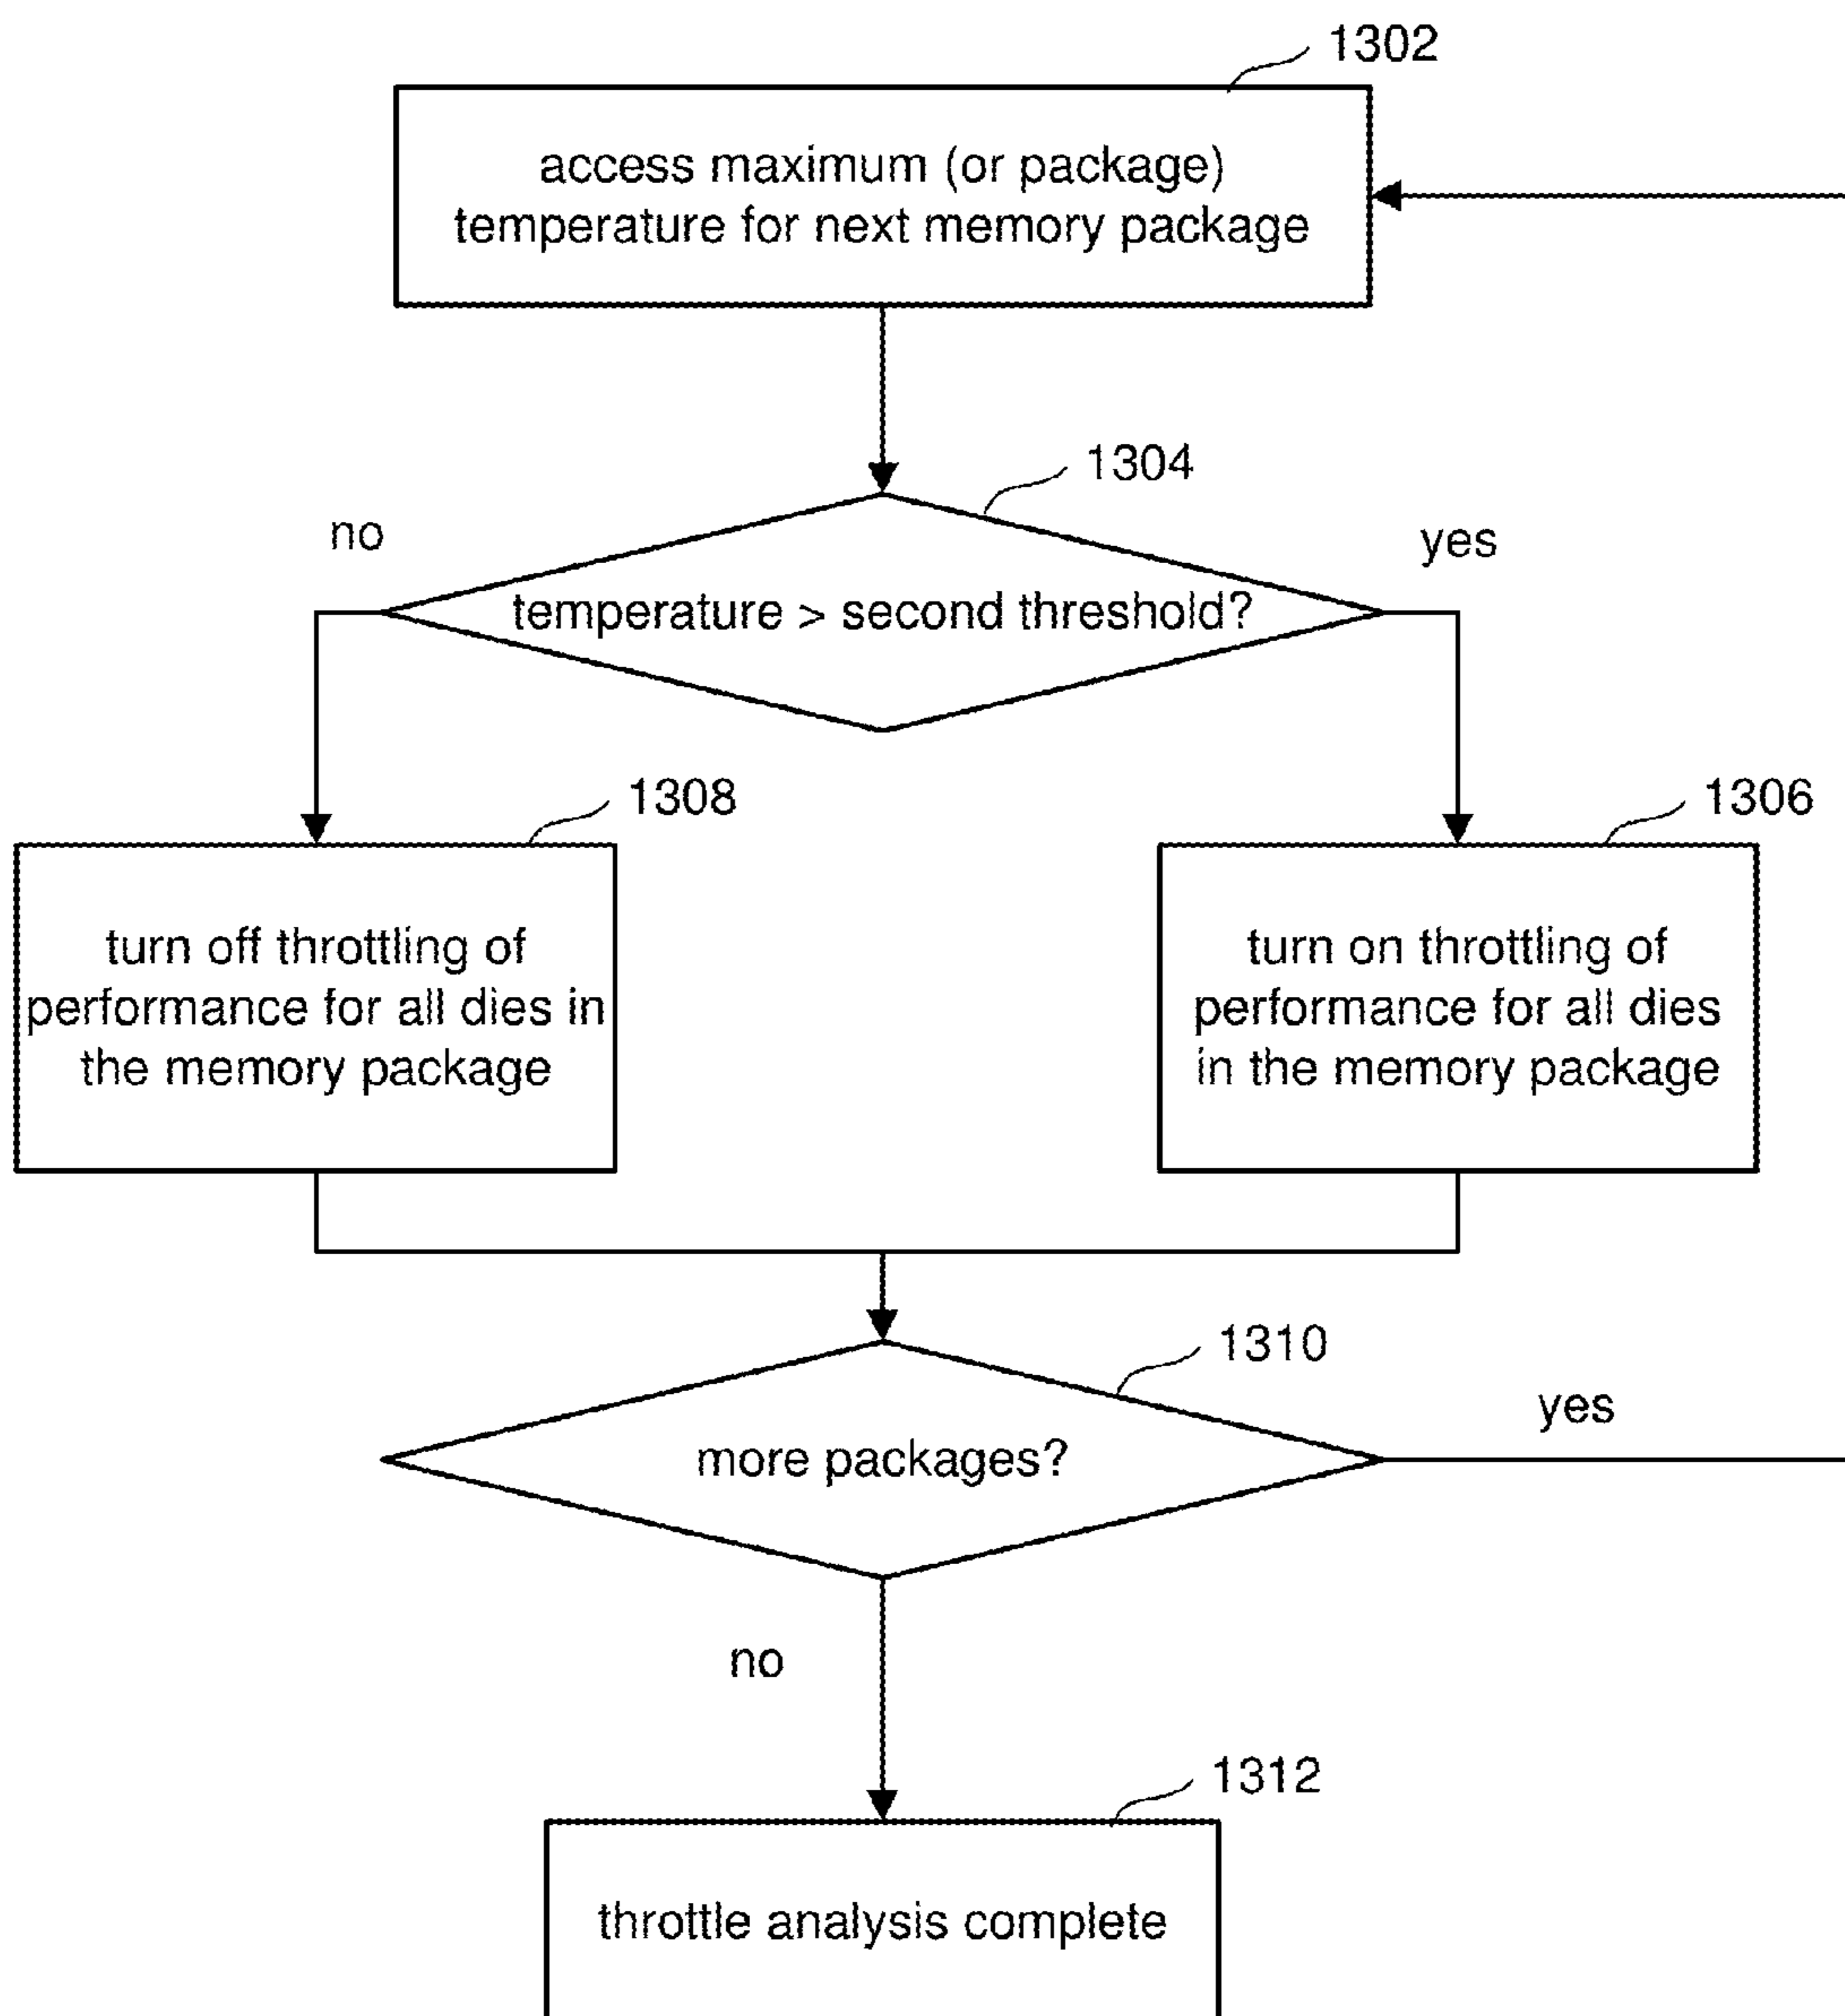 1302
access maximum (or package)
temperature for next memory package
1304
no
yes
temperature > second threshold?
1308
1306
turn off throttling of
performance for all dies in
the memory package
turn on throttling of
performance for all dies
in the memory package
1310
yes
more packages?
no
1312
throttle analysis complete